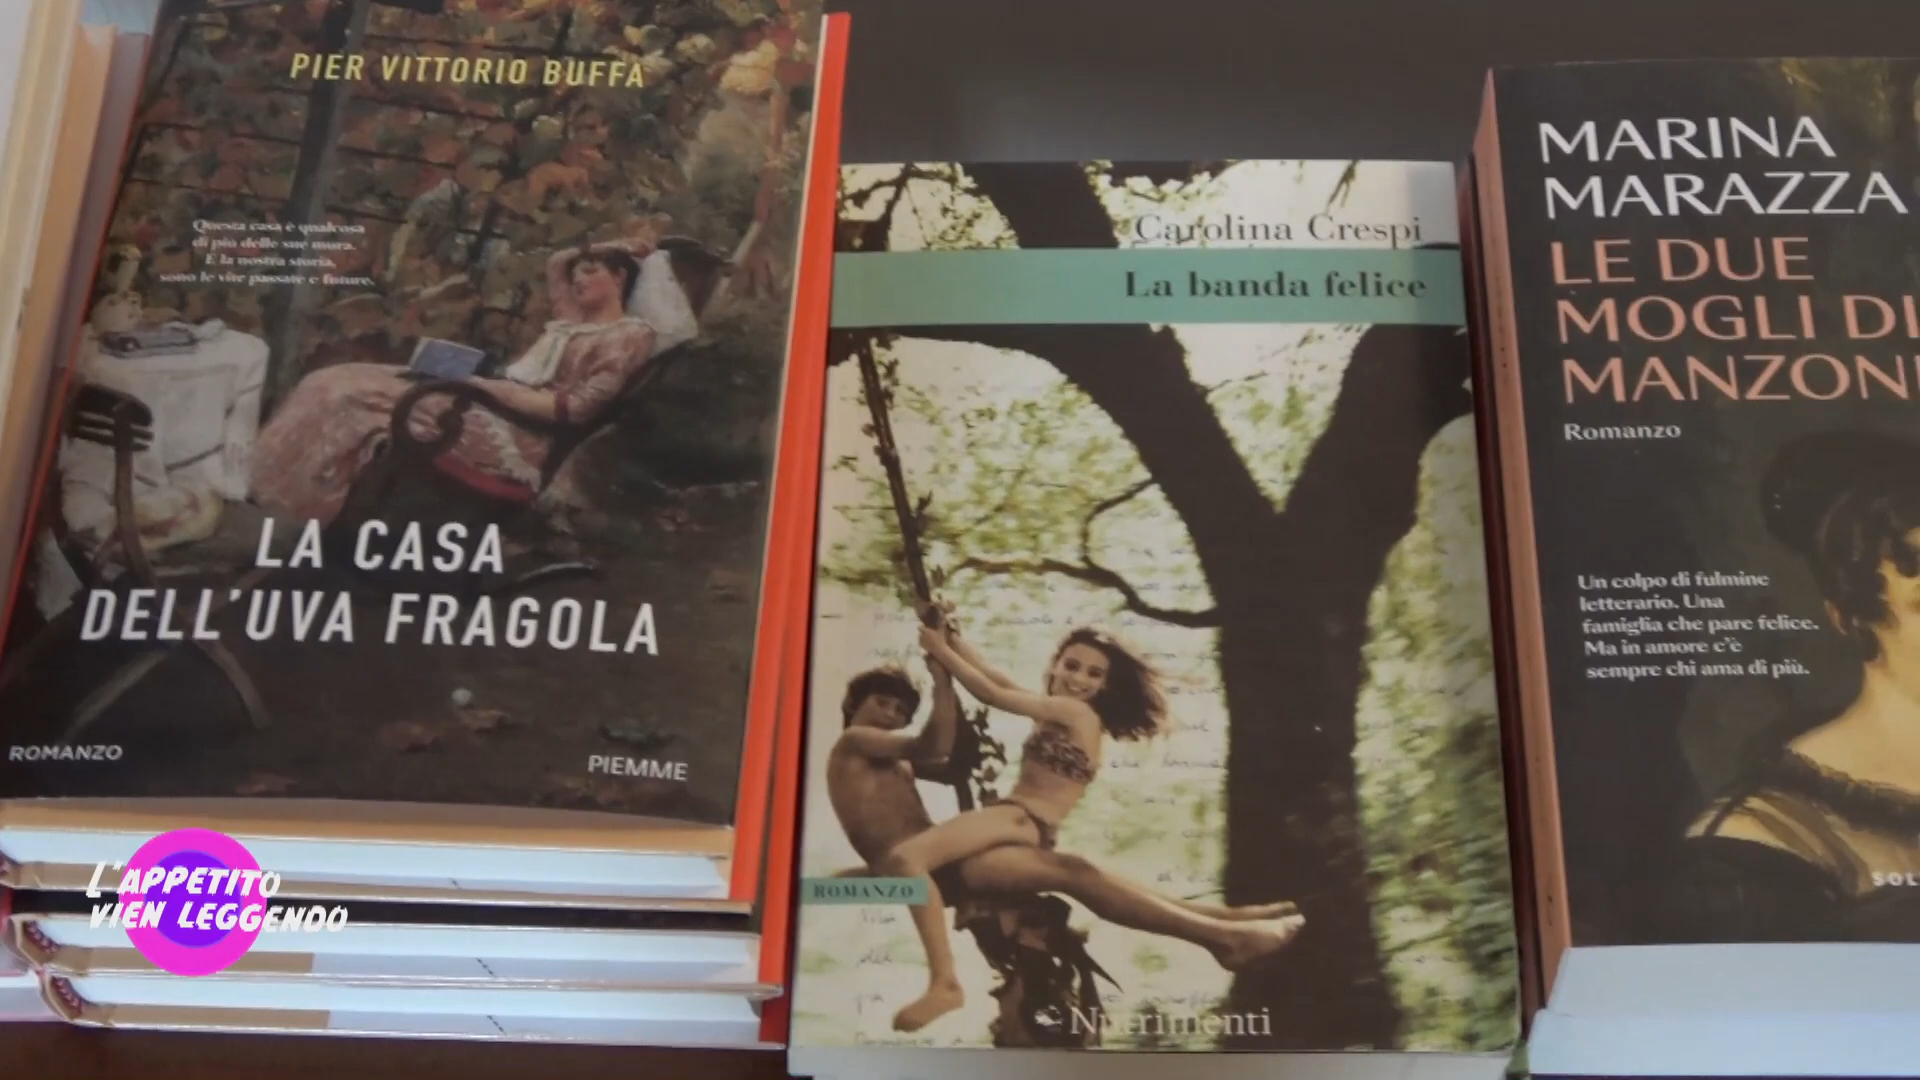 PIER VITTORIO BUFFA
Questa casa è qualcosa
di più delle sue mura.
È la nostra storia,
sono le vite passate e future.
LA CASA
DELL'UVA FRAGOLA
ROMANZO
PIEMME
Carolina Crespi
La banda felice
ROMANZO
Nutrimenti
MARINA
MARAZZA
LE DUE
MOGLI DI
MANZONI
Romanzo
Un colpo di fulmine
letterario. Una
famiglia che pare felice.
Ma in amore c'è
sempre chi ama di più.
SOL
L'APPETITO
VIEN LEGGENDO